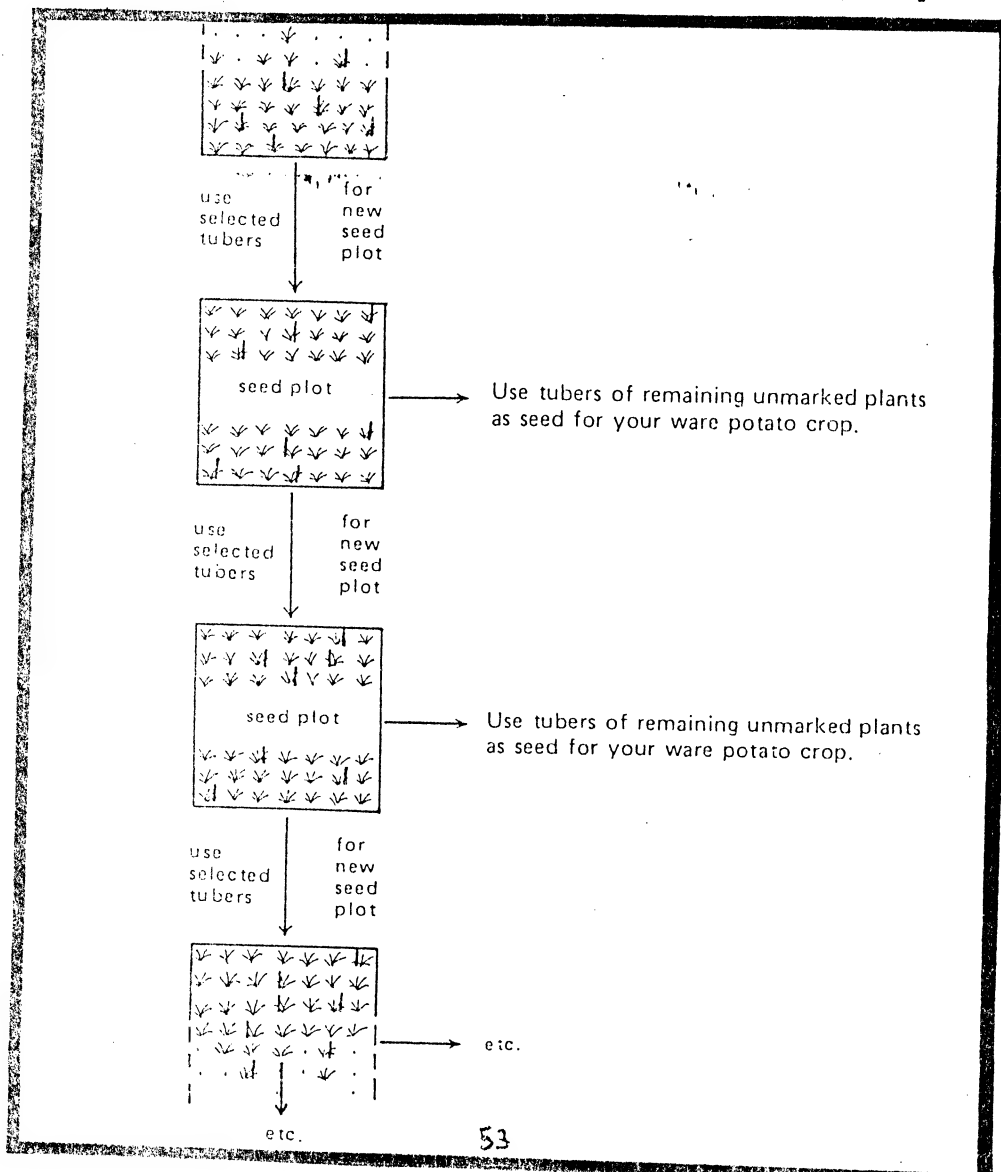 use
selected
tubers
for
new
seed
plot
seed plot
Use tubers of remaining unmarked plants
as seed for your ware potato crop.
use
selected
tubers
for
new
seed
plot
seed plot
Use tubers of remaining unmarked plants
as seed for your ware potato crop.
use
selected
tubers
for
new
seed
plot
etc.
etc.
53